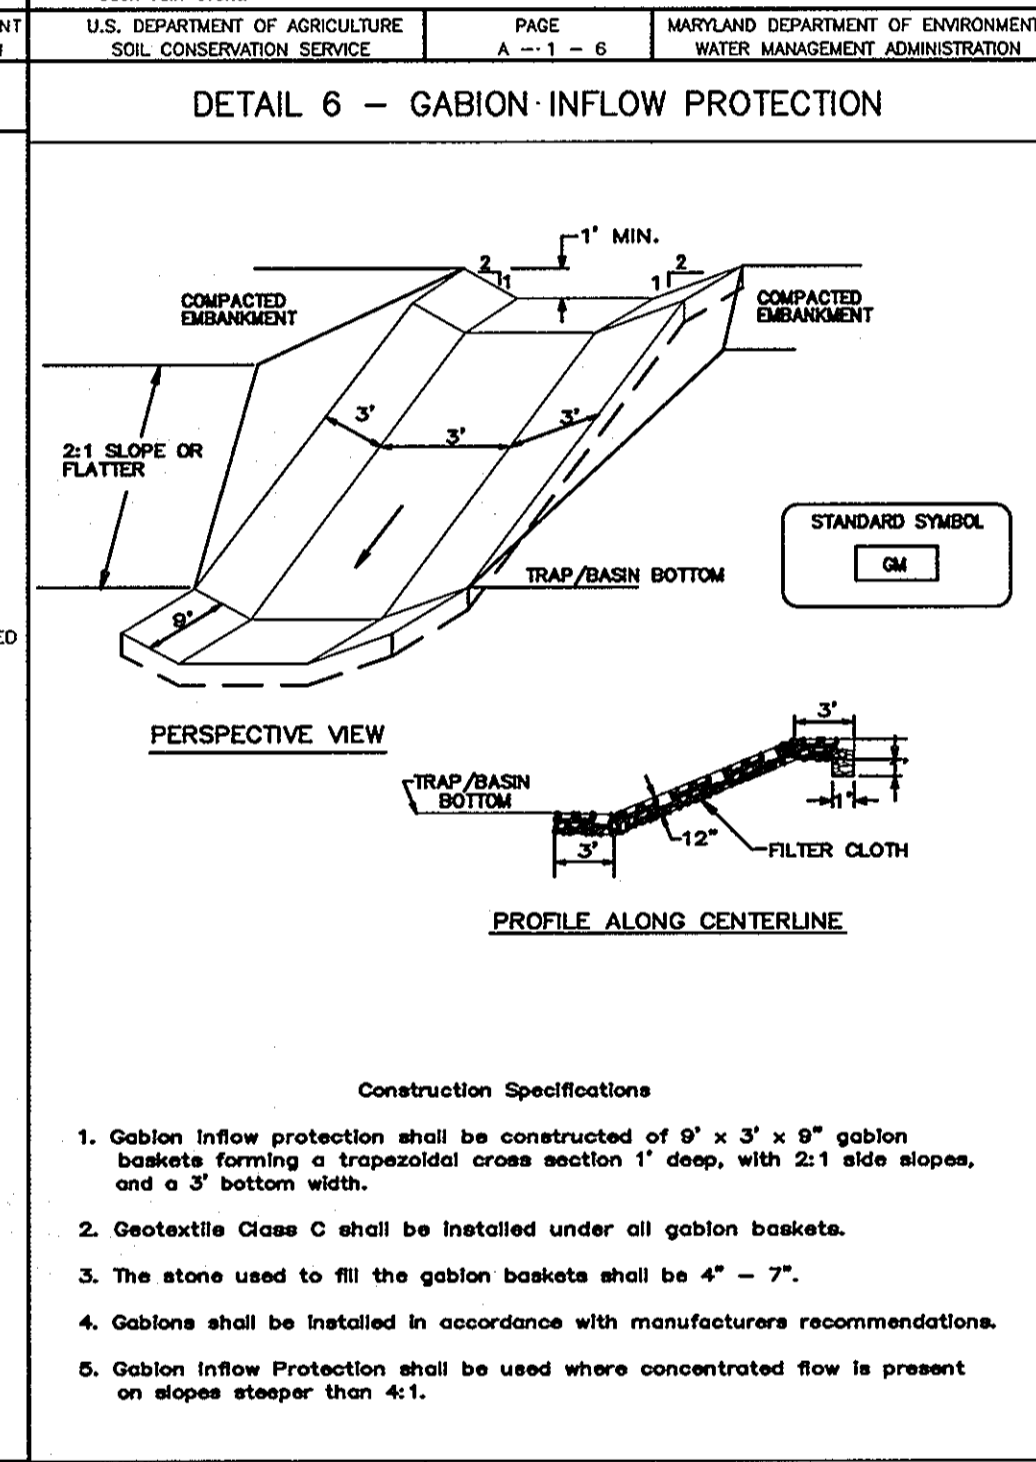 U.S. DEPARTMENT OF AGRICULTURE
SOIL CONSERVATION SERVICE
PAGE
A - 1 - 6
MARYLAND DEPARTMENT OF ENVIRONMENT
WATER MANAGEMENT ADMINISTRATION
DETAIL 6 - GABION INFLOW PROTECTION
1' MIN.
2
1
1
2
COMPACTED
EMBANKMENT
COMPACTED
EMBANKMENT
3'
3'
3'
2:1 SLOPE OR
FLATTER
STANDARD SYMBOL
GM
TRAP/BASIN BOTTOM
9'
PERSPECTIVE VIEW
3'
TRAP/BASIN
BOTTOM
1'
12"
3'
FILTER CLOTH
PROFILE ALONG CENTERLINE
Construction Specifications
1. Gabion inflow protection shall be constructed of 9' x 3' x 9" gabion
baskets forming a trapezoidal cross section 1' deep, with 2:1 side slopes,
and a 3' bottom width.
2. Geotextile Class C shall be installed under all gabion baskets.
3. The stone used to fill the gabion baskets shall be 4" - 7".
4. Gabions shall be installed in accordance with manufacturers recommendations.
5. Gabion Inflow Protection shall be used where concentrated flow is present
on slopes steeper than 4:1.